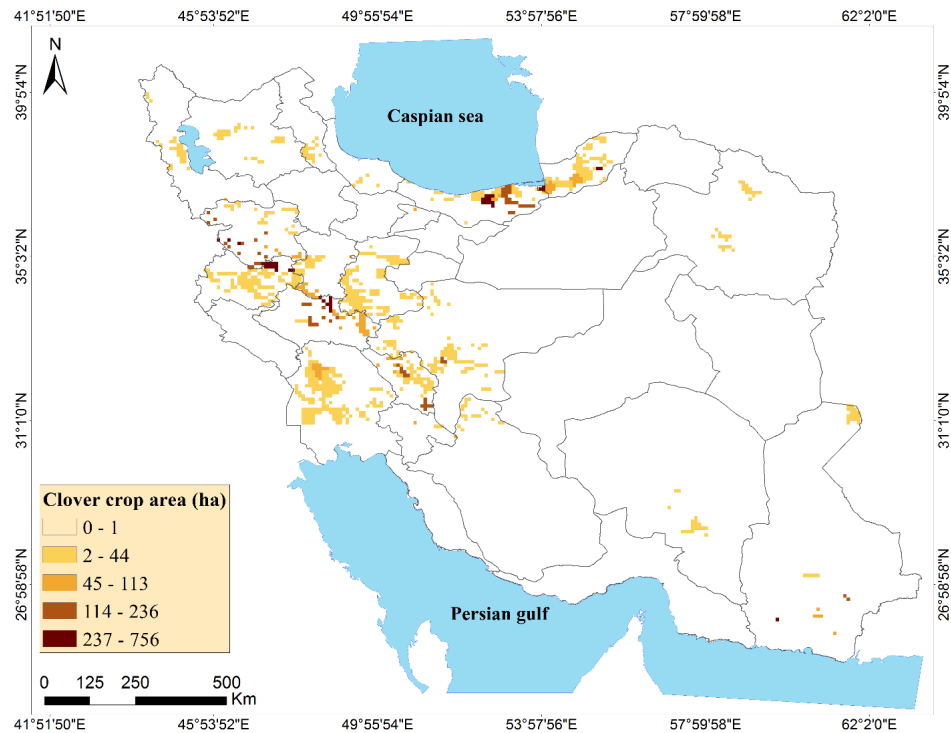 41°51'50"E 45°53'52"E 49°55'54"E 53°57'56"E 57°59'58"E 62°2'0"E
N
39°5'4"N
39°5'4"N
Caspian sea
35°3'2"N
35°3'2"N
31°1'0"N
31°1'0"N
Clover crop area (ha)
0 - 1
2 - 44
45 - 113
114 - 236
237 - 756
26°58'58"N
26°58'58"N
Persian gulf
0 125 250 500
Km
41°51'50"E 45°53'52"E 49°55'54"E 53°57'56"E 57°59'58"E 62°2'0"E